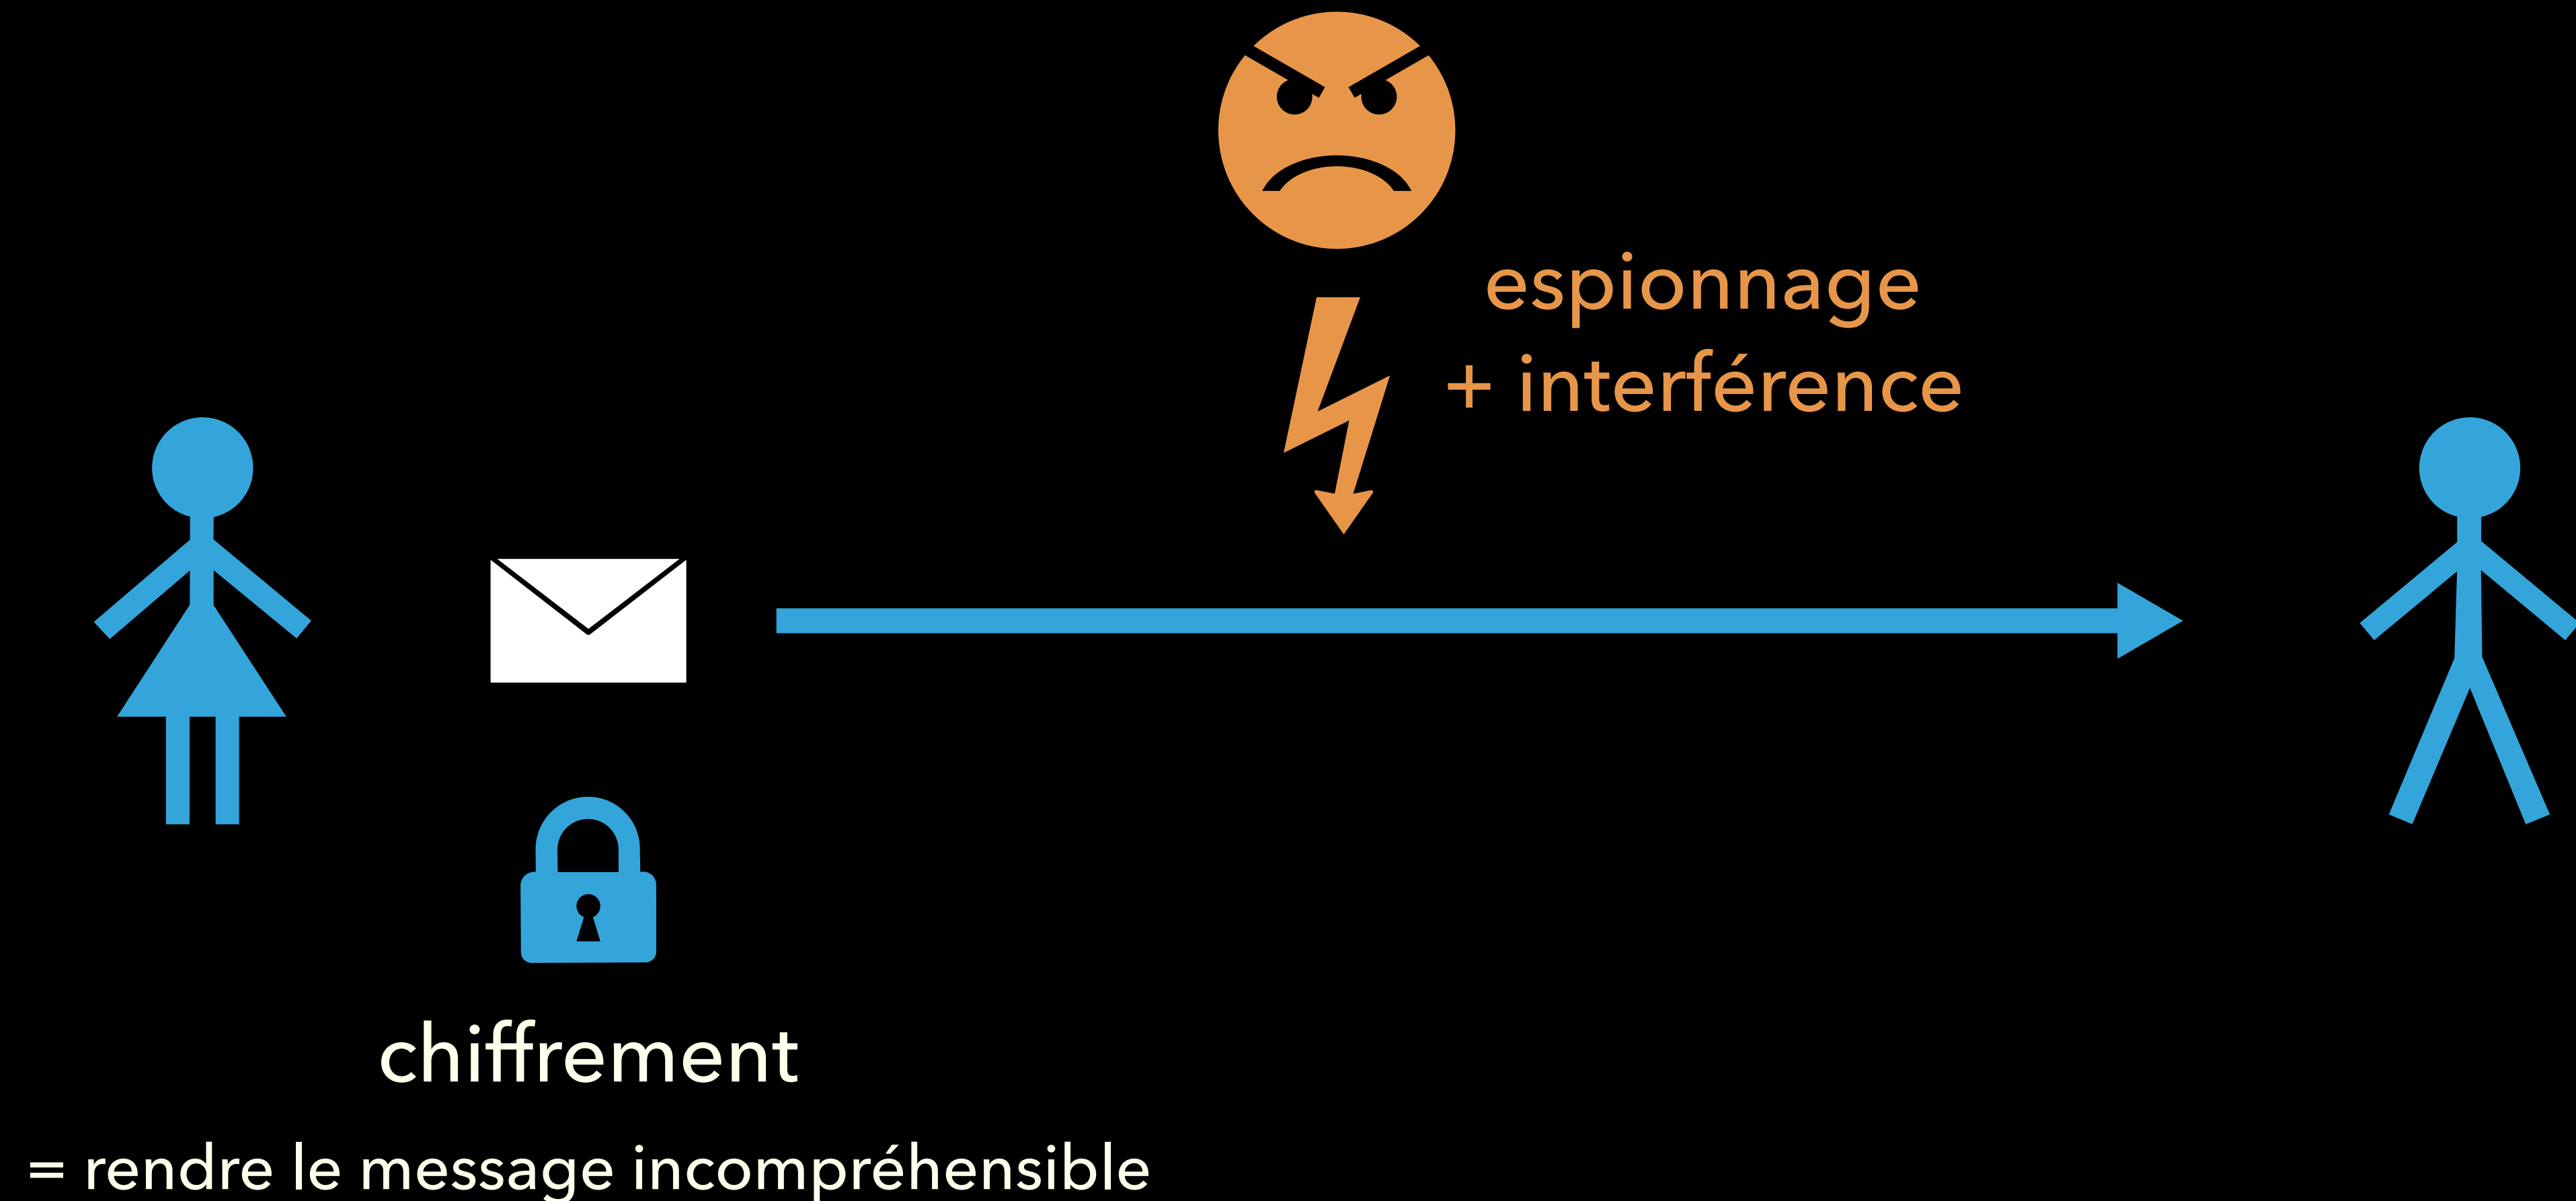 espionnage
+ interférence
chiffrement
= rendre le message incompréhensible